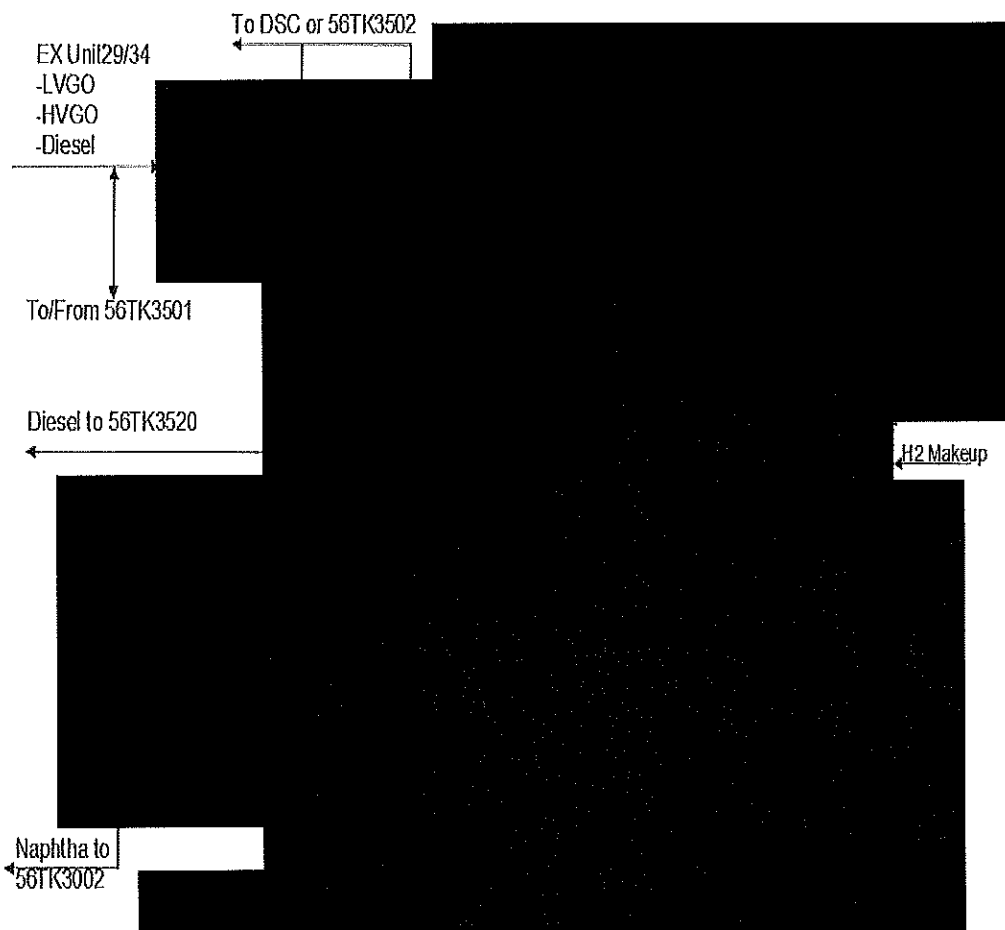 To DSC or 56TK3502
EX Unit29/34
-LVGO
-HVGO
-Diesel
To/From 56TK3501
Diesel to 56TK3520
H2 Makeup
Naphtha to
56TK3002